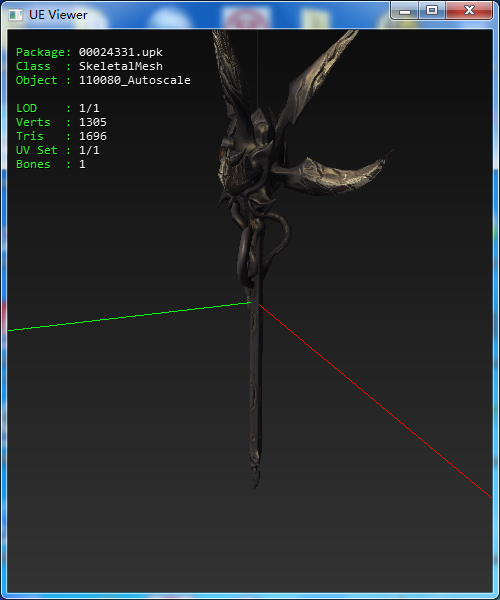 UE Viewer
Package: 00024331.upk
Class : SkeletalMesh
Object : 110080_Autoscale
LOD : 1/1
Verts : 1305
Tris : 1696
UV Set : 1/1
Bones : 1